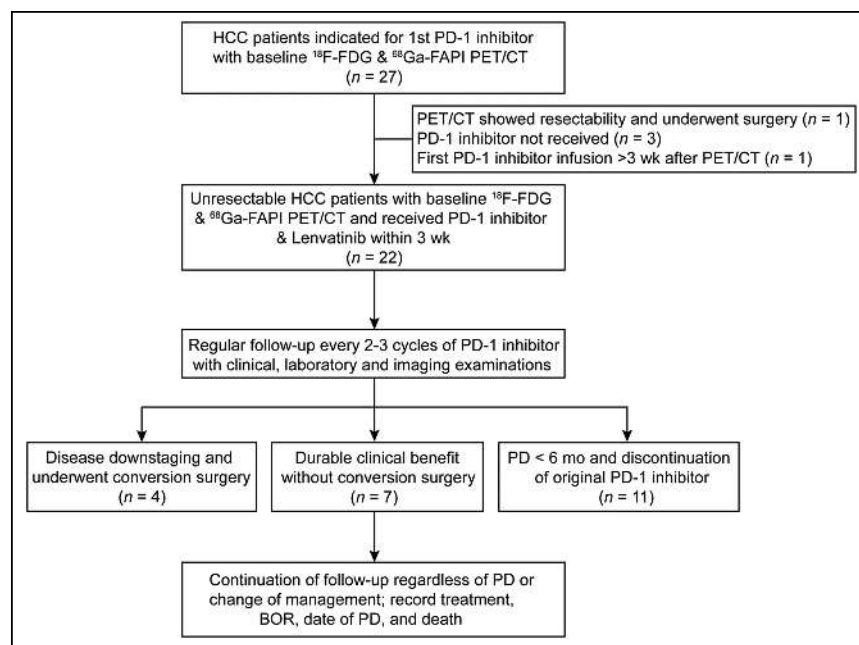 HCC patients indicated for 1st PD-1 inhibitor
with baseline ¹⁸F-FDG & ⁶⁸Ga-FAPI PET/CT
(n = 27)
PET/CT showed resectability and underwent surgery (n = 1)
PD-1 inhibitor not received (n = 3)
First PD-1 inhibitor infusion >3 wk after PET/CT (n = 1)
Unresectable HCC patients with baseline ¹⁸F-FDG
& ⁶⁸Ga-FAPI PET/CT and received PD-1 inhibitor
& Lenvatinib within 3 wk
(n = 22)
Regular follow-up every 2-3 cycles of PD-1 inhibitor
with clinical, laboratory and imaging examinations
Disease downstaging and
underwent conversion surgery
(n = 4)
Durable clinical benefit
without conversion surgery
(n = 7)
PD < 6 mo and discontinuation
of original PD-1 inhibitor
(n = 11)
Continuation of follow-up regardless of PD or
change of management; record treatment,
BOR, date of PD, and death